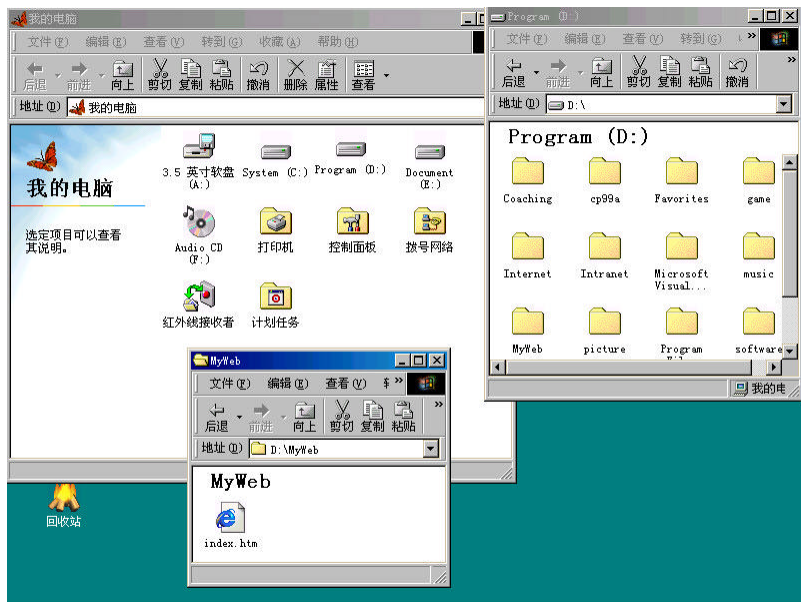 我的电脑
文件(F) 编辑(E) 查看(V) 转到(G) 收藏(A) 帮助(H)
后退 前进 向上 剪切 复制 粘贴 撤消 删除 属性 查看
地址(D) 我的电脑
我的电脑
选定项目可以查看
其说明。
3.5 英寸软盘
(A:)
System (C:)
Program (D:)
Document
(E:)
Audio CD
(F:)
打印机
控制面板
拨号网络
红外线接收者
计划任务
Program (D:)
文件(F) 编辑(E) 查看(V) 转到(G) »
后退 前进 向上 剪切 复制 粘贴 撤消 »
地址(D) D:\
Program (D:)
Coaching
cp99a
Favorites
game
Internet
Intranet
Microsoft
Visual...
music
MyWeb
picture
Program
software
我的电
MyWeb
文件(F) 编辑(E) 查看(V) »
后退 前进 向上 剪切 复制 粘贴 »
地址(D) D:\MyWeb
MyWeb
index.htm
回收站